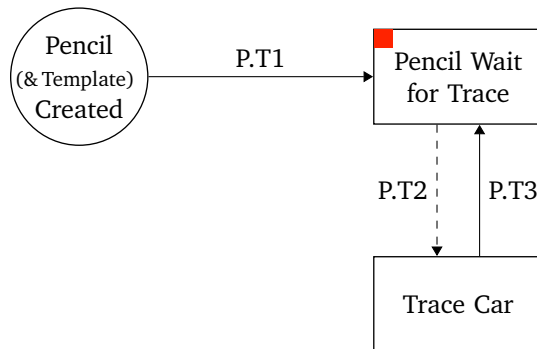 Pencil
(& Template)
Created
P.T1
Pencil Wait
for Trace
P.T2
P.T3
Trace Car